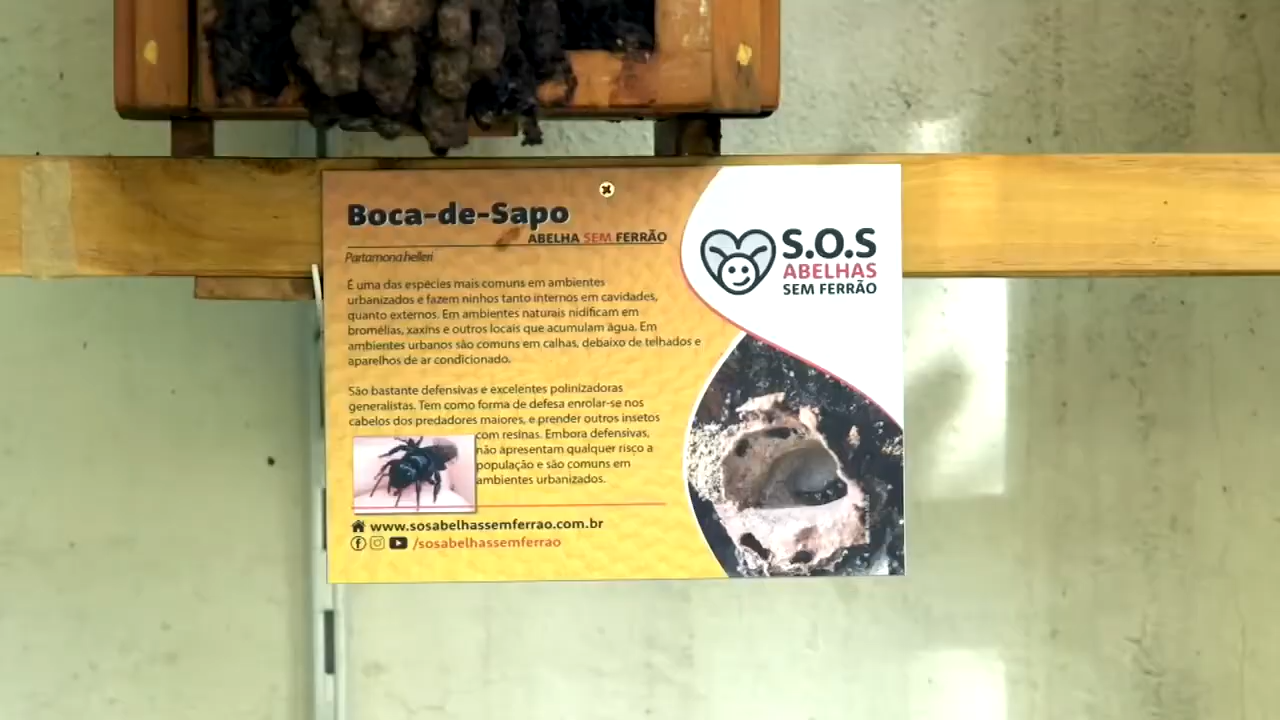 Boca-de-Sapo
ABELHA SEM FERRÃO
Partamona helleri
É uma das espécies mais comuns em ambientes
urbanizados e fazem ninhos tanto internos em cavidades,
quanto externos. Em ambientes naturais nidificam em
bromélias, xaxins e outros locais que acumulam água. Em
ambientes urbanos são comuns em calhas, debaixo de telhados e
aparelhos de ar condicionado.
São bastante defensivas e excelentes polinizadoras
generalistas. Tem como forma de defesa enrolar-se nos
cabelos dos predadores maiores, e prender outros insetos
com resinas. Embora defensivas,
não apresentam qualquer risco a
população e são comuns em
ambientes urbanizados.
www.sosabelhassemferrao.com.br
/sosabelhassemferrao
S.O.S
ABELHAS
SEM FERRÃO